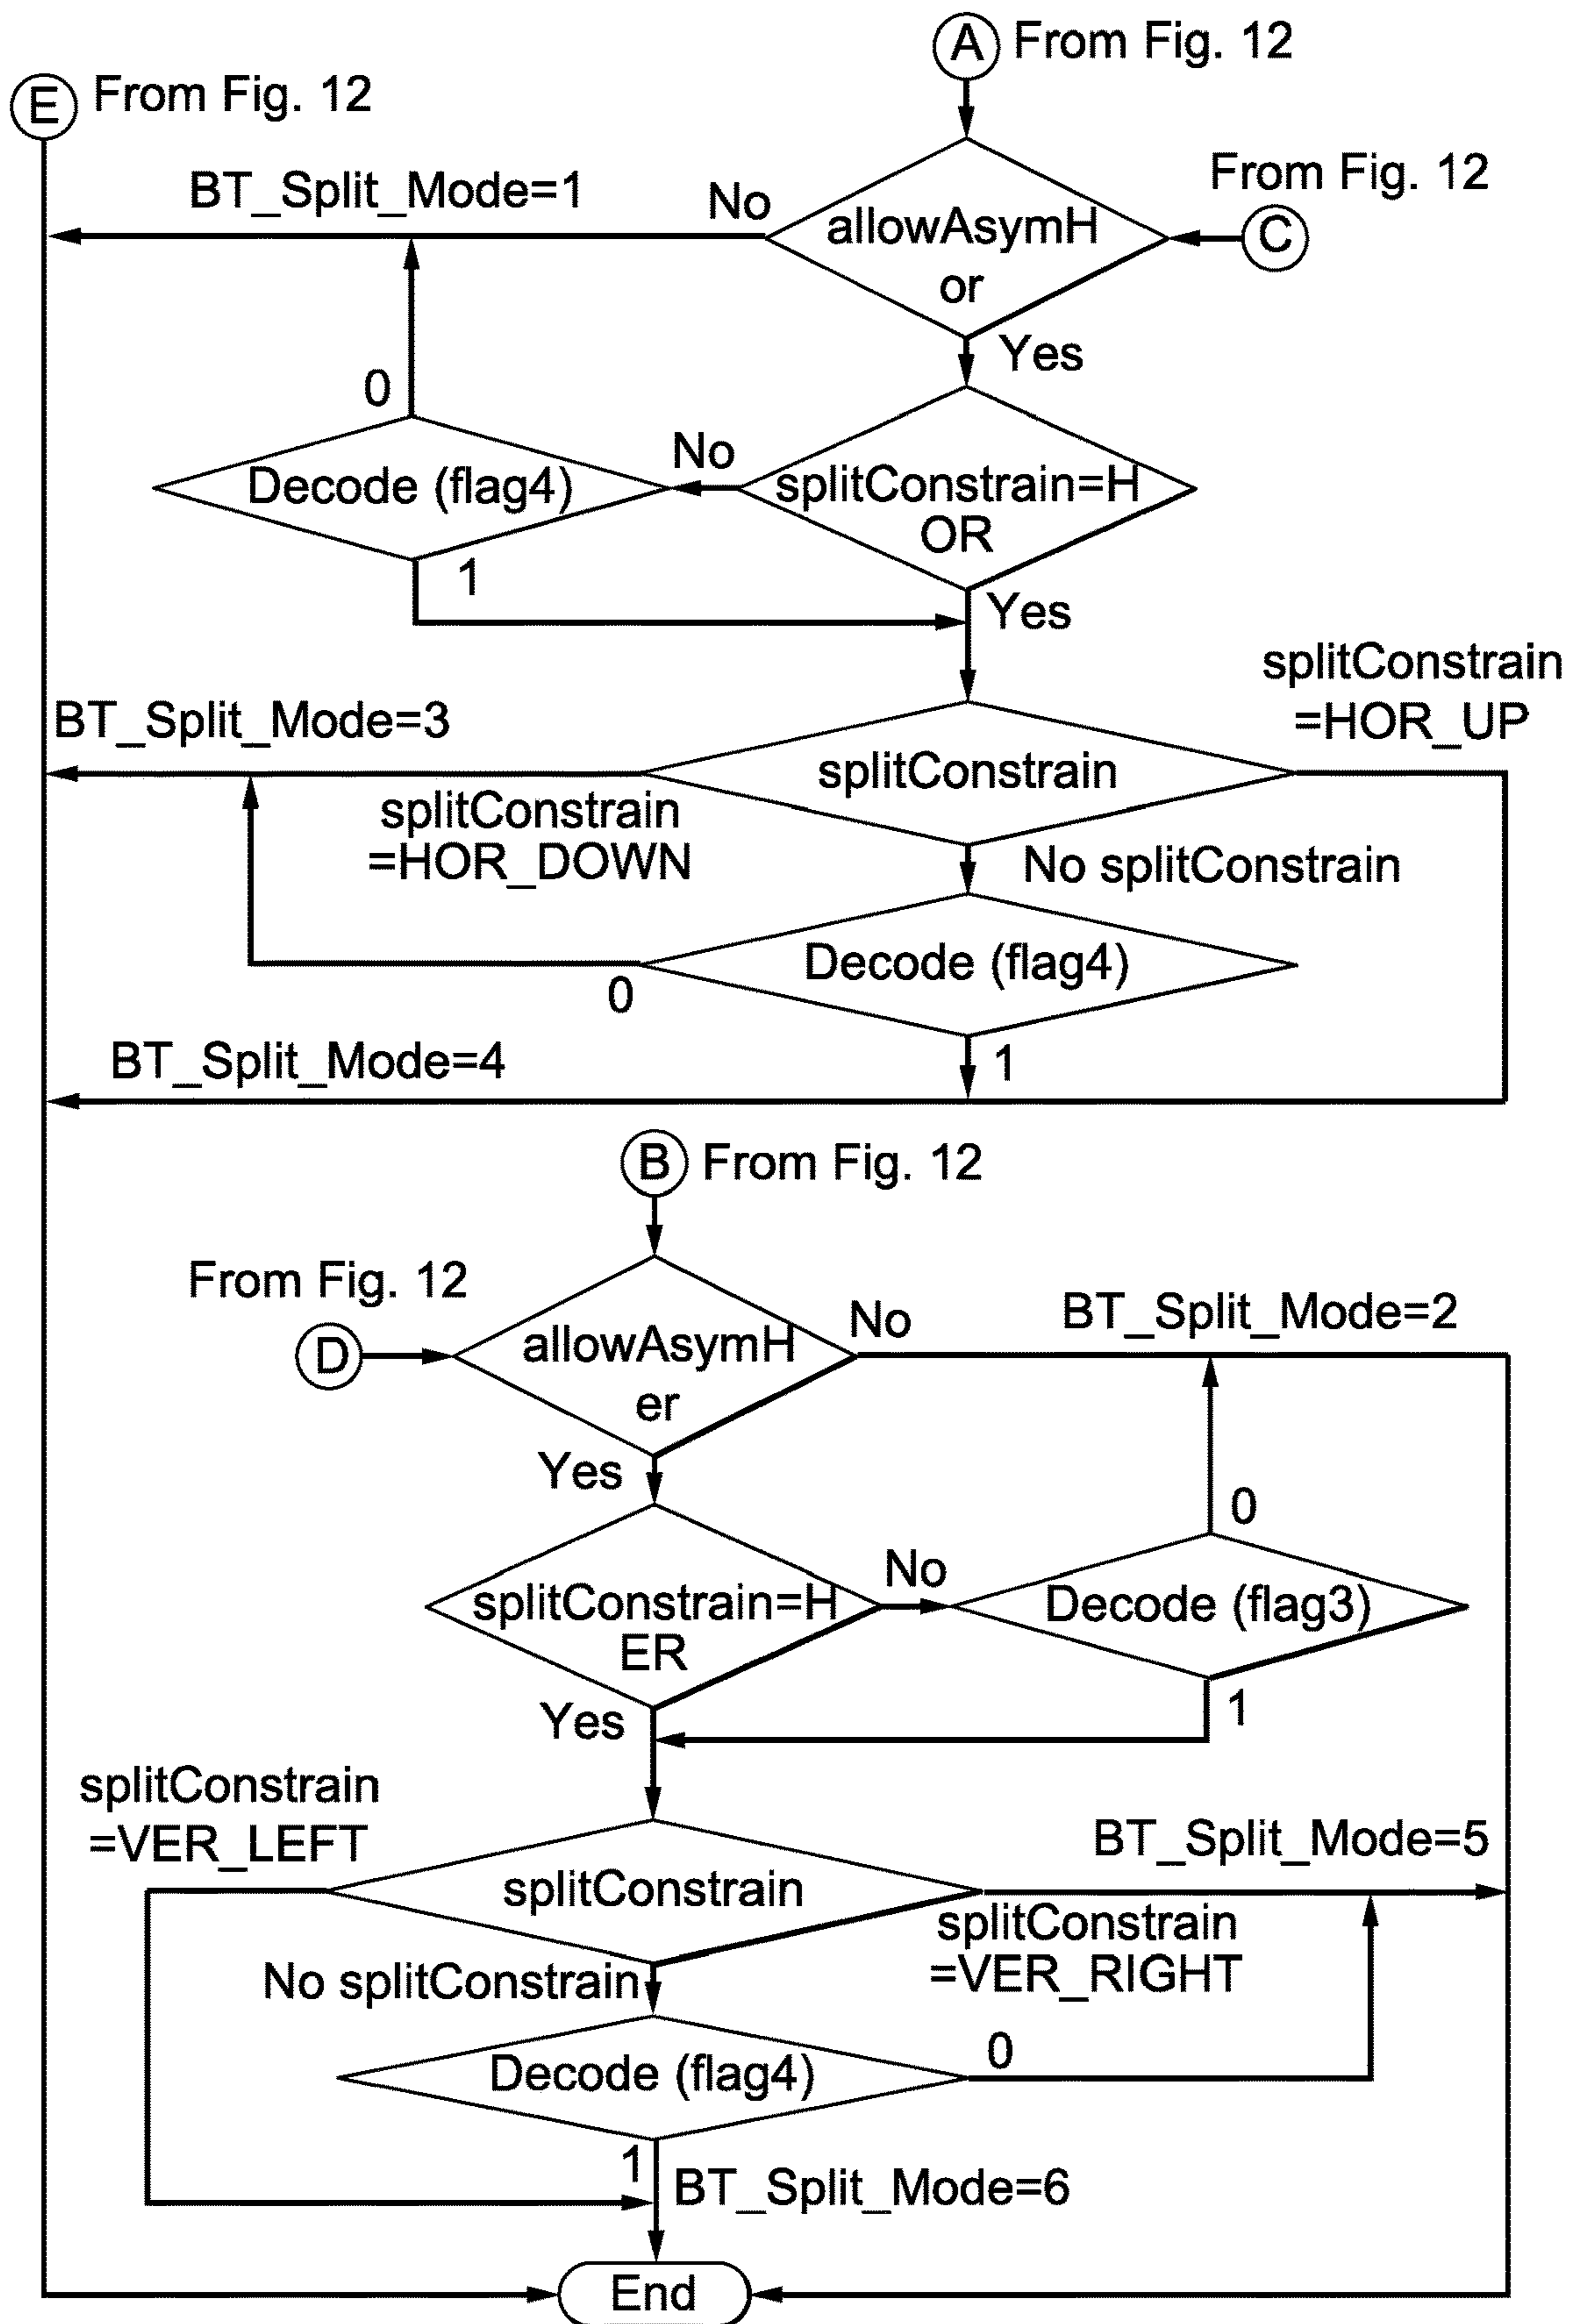 A From Fig. 12
E From Fig. 12
From Fig. 12
BT_Split_Mode=1
No
allowAsymH
or
C
Yes
0
No
Decode (flag4)
splitConstrain=H
OR
1
Yes
splitConstrain
=HOR_UP
BT_Split_Mode=3
splitConstrain
splitConstrain
=HOR_DOWN
No splitConstrain
Decode (flag4)
0
1
BT_Split_Mode=4
B From Fig. 12
From Fig. 12
D
allowAsymH
er
No
BT_Split_Mode=2
Yes
0
No
splitConstrain=H
ER
Decode (flag3)
Yes
1
splitConstrain
=VER_LEFT
BT_Split_Mode=5
splitConstrain
splitConstrain
=VER_RIGHT
No splitConstrain
Decode (flag4)
0
1
BT_Split_Mode=6
End